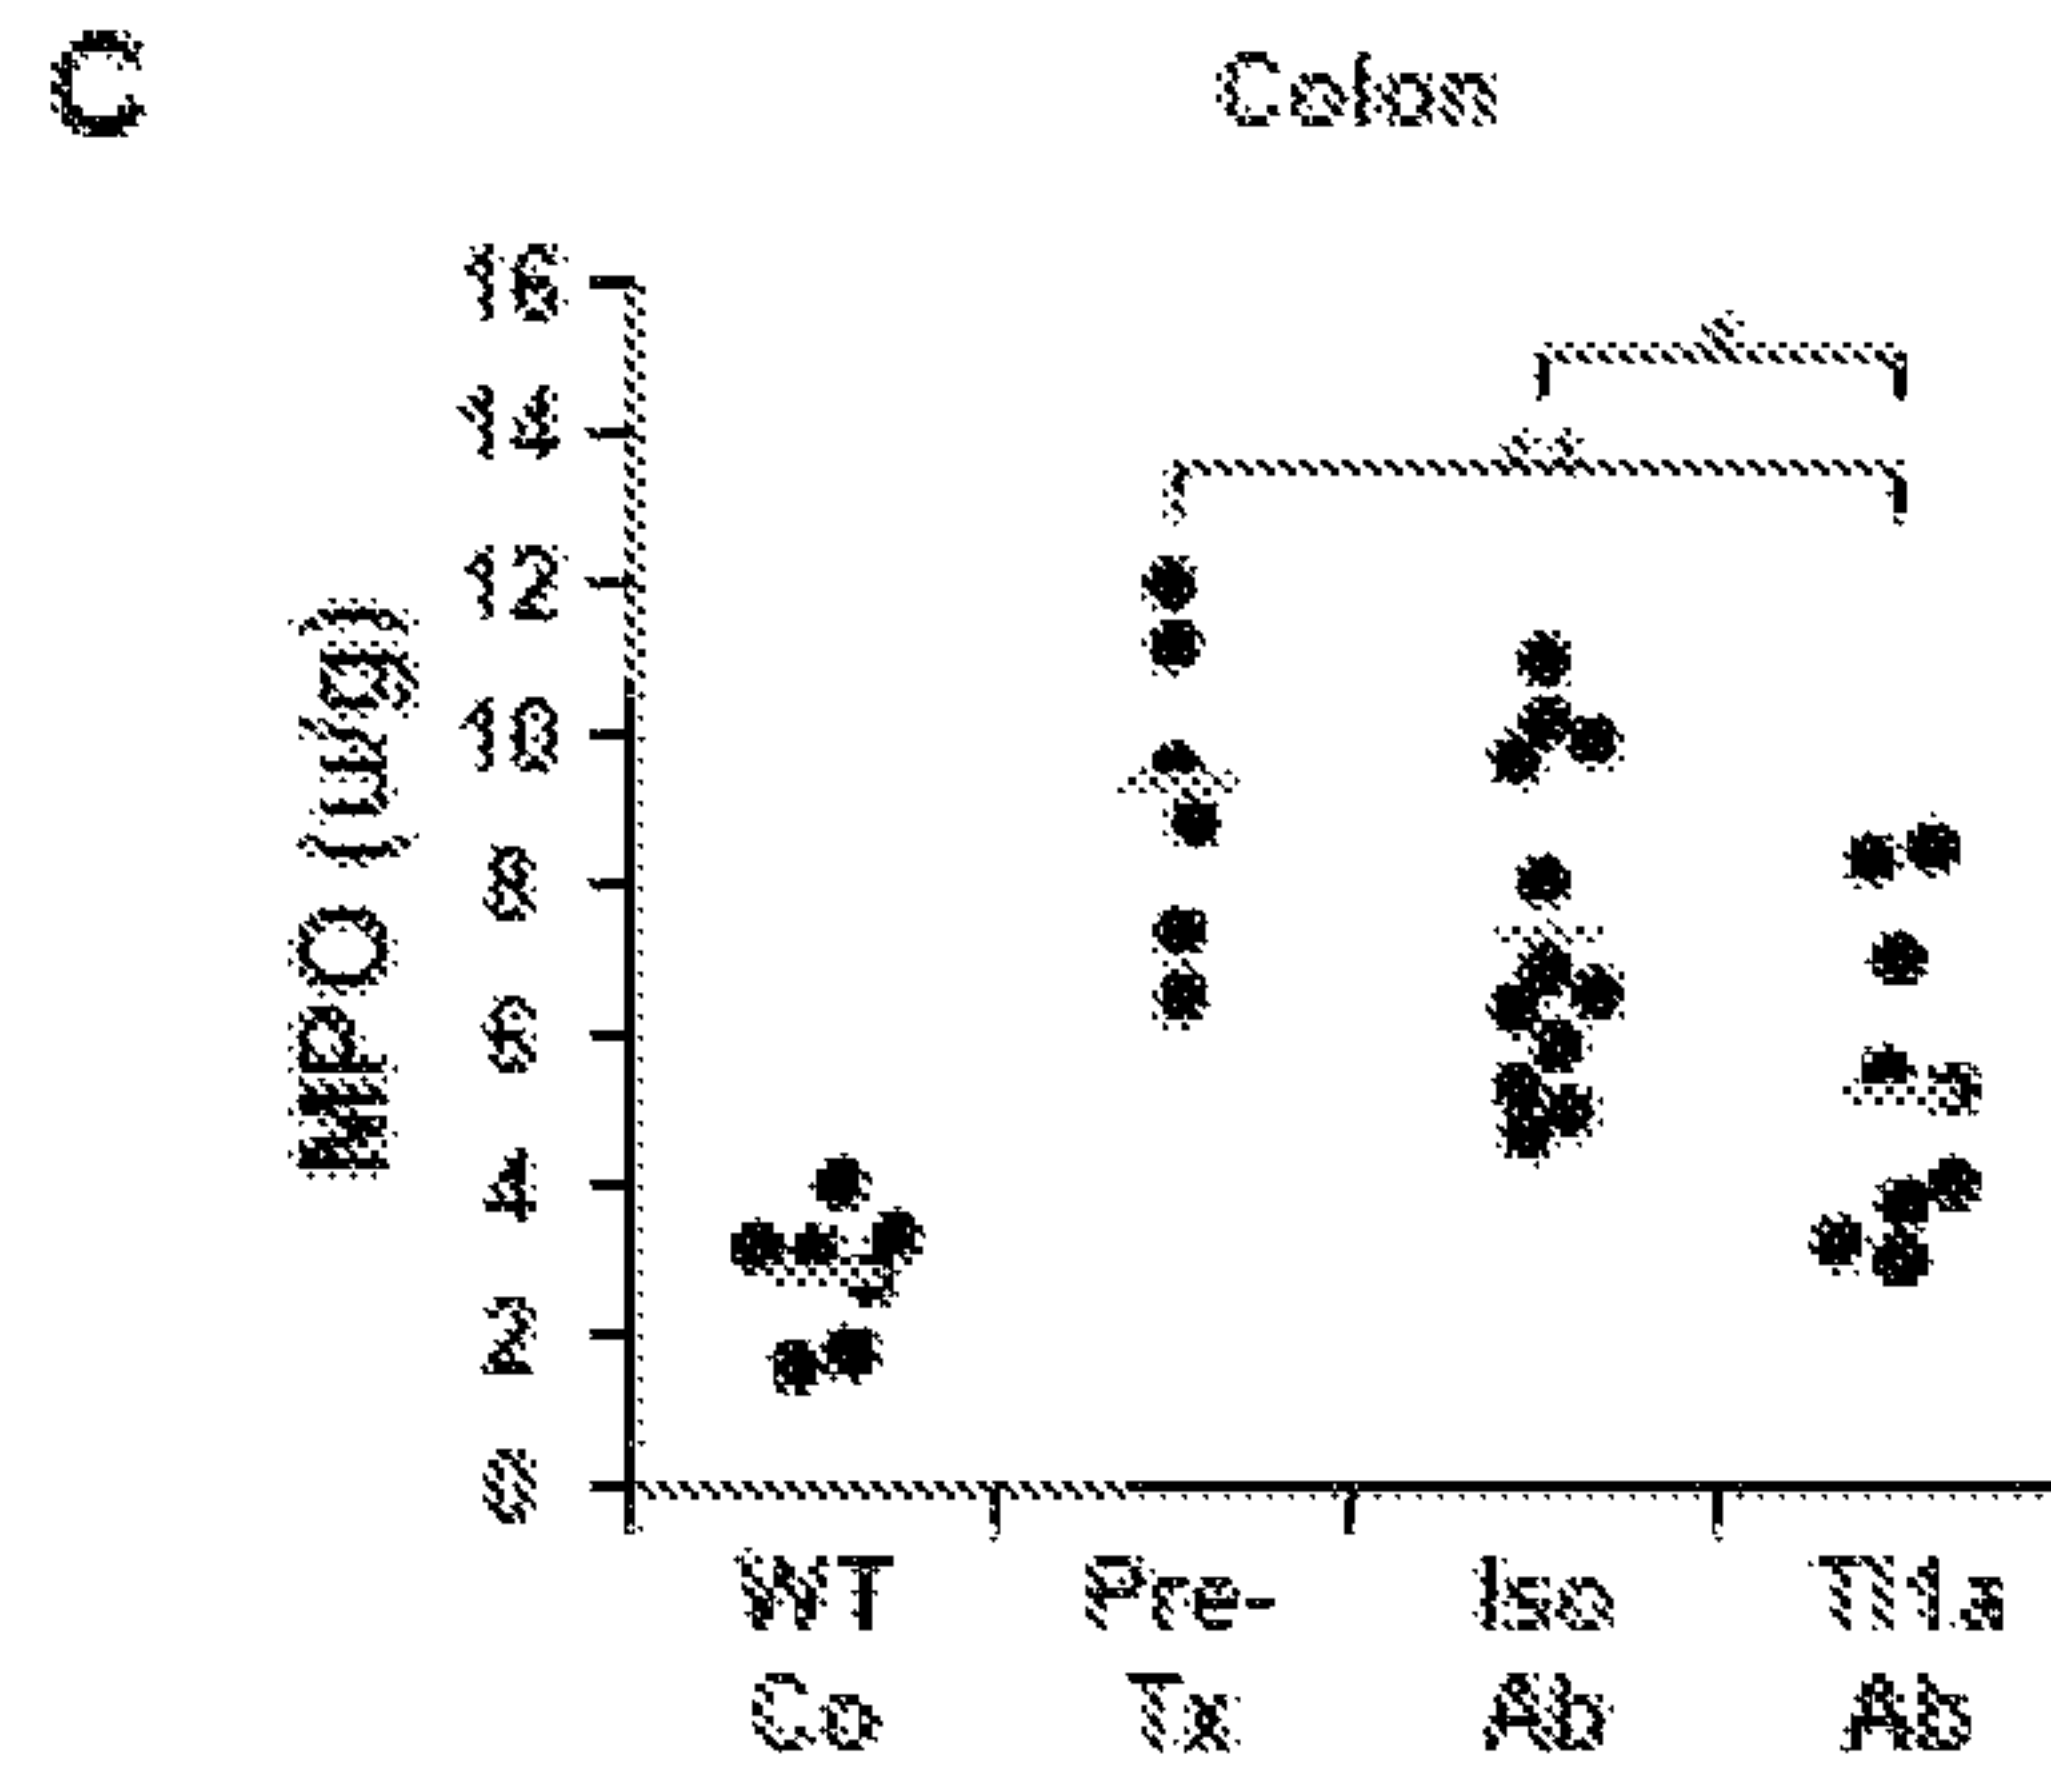 C
Colon
MPO (u/g)
16
14
12
10
8
6
4
2
0
*
**
WT Pre- Iso Tl1a
Co Tx Ab Ab